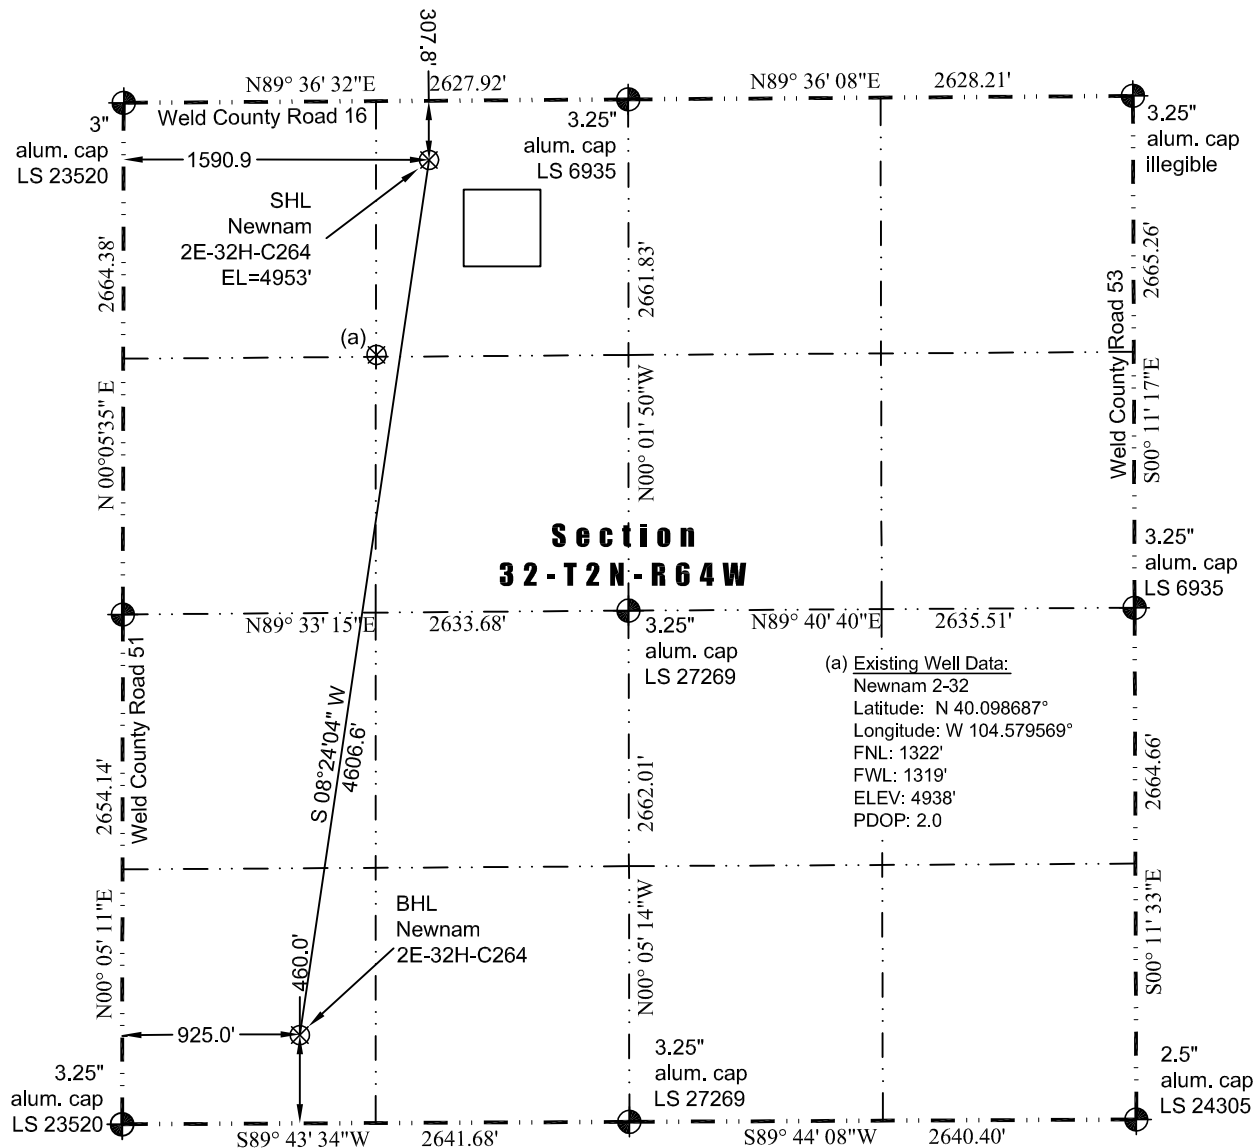 307.8'
N89° 36' 32"E 2627.92'
N89° 36' 08"E 2628.21'
Weld County Road 16
3"
alum. cap
LS 23520
3.25"
alum. cap
LS 6935
3.25"
alum. cap
illegible
1590.9
SHL
Newnam
2E-32H-C264
EL=4953'
2664.38'
2661.83'
2665.26'
Weld County Road 53
(a)
N 00°05'35" E
N00° 01' 50"W
S00° 11' 17"E
Section
32-T2N-R64W
3.25"
alum. cap
LS 6935
N89° 33' 15"E 2633.68'
3.25"
alum. cap
LS 27269
N89° 40' 40"E 2635.51'
Weld County Road 51
(a) Existing Well Data:
Newnam 2-32
Latitude: N 40.098687°
Longitude: W 104.579569°
FNL: 1322'
FWL: 1319'
ELEV: 4938'
PDOP: 2.0
S 08°24'04" W
4606.6'
2654.14'
2662.01'
2664.66'
N00° 05' 11"E
N00° 05' 14"W
S00° 11' 33"E
BHL
Newnam
2E-32H-C264
460.0'
925.0'
3.25"
alum. cap
LS 23520
3.25"
alum. cap
LS 27269
2.5"
alum. cap
LS 24305
S89° 43' 34"W 2641.68'
S89° 44' 08"W 2640.40'